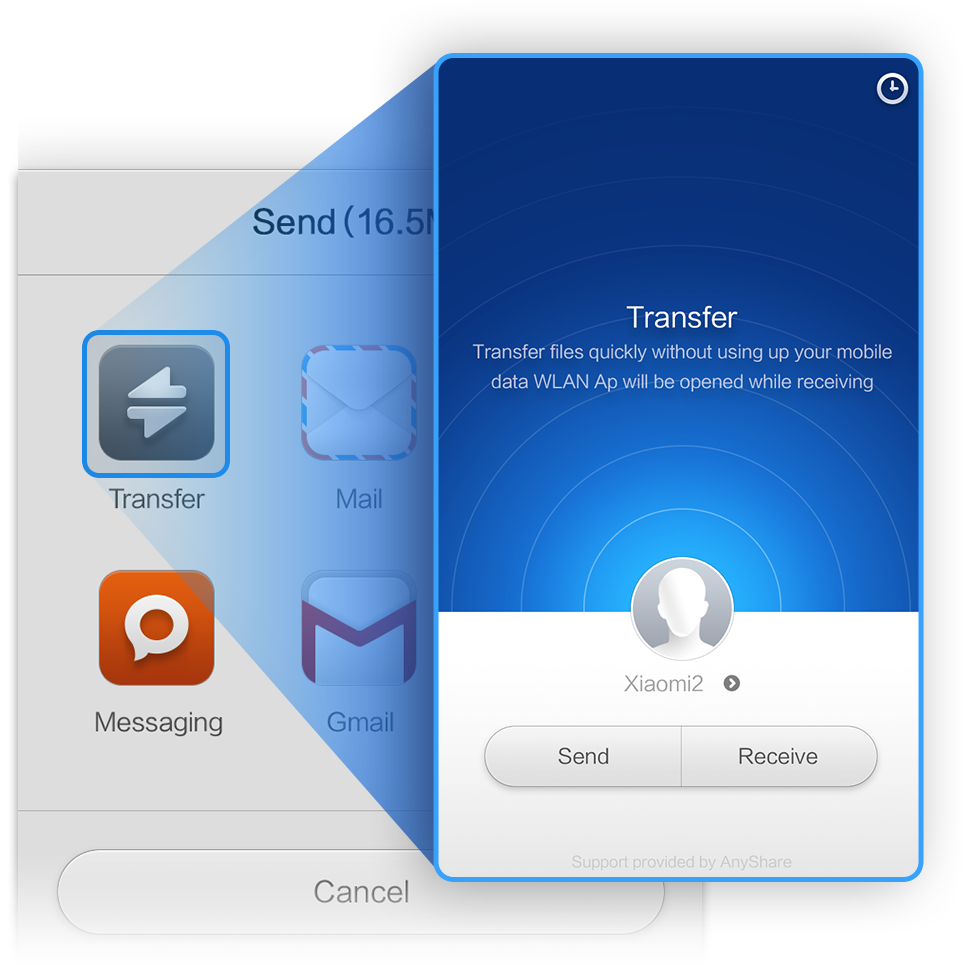 Send (16.5
Transfer
Mail
Messaging
Gmail
Cancel
Transfer
Transfer files quickly without using up your mobile
data WLAN Ap will be opened while receiving
Xiaomi2
Send
Receive
Support provided by AnyShare